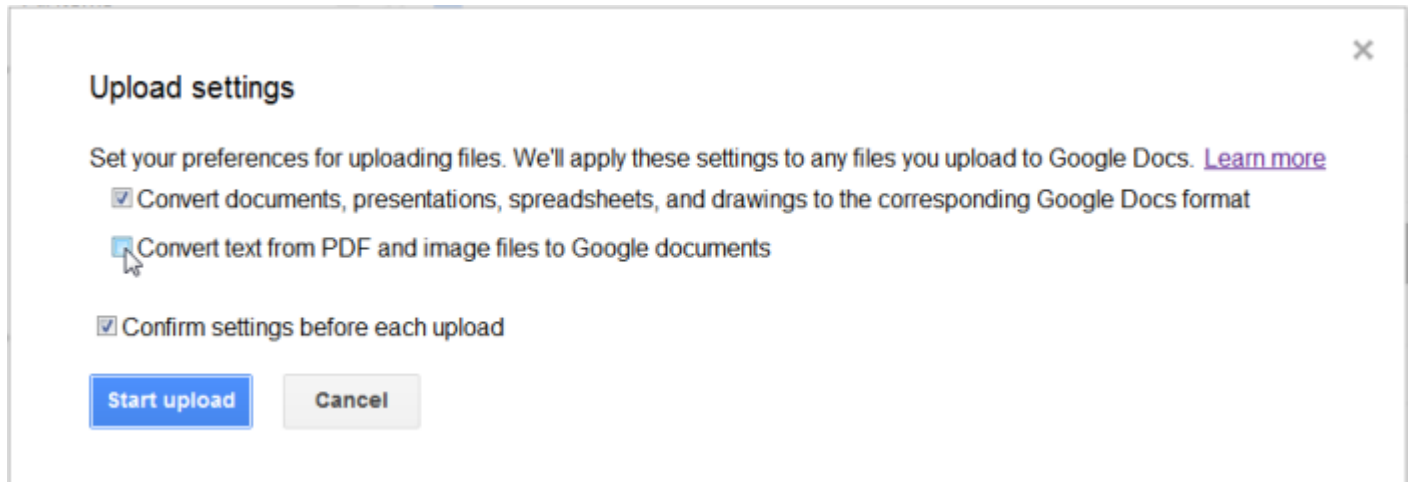 Upload settings
Set your preferences for uploading files. We'll apply these settings to any files you upload to Google Docs. Learn more
Convert documents, presentations, spreadsheets, and drawings to the corresponding Google Docs format
Convert text from PDF and image files to Google documents
Confirm settings before each upload
Start upload Cancel